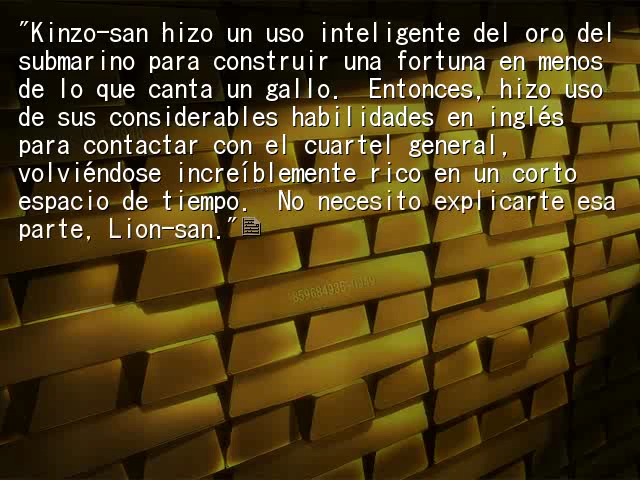 "Kinzo-san hizo un uso inteligente del oro del
submarino para construir una fortuna en menos
de lo que canta un gallo.  Entonces, hizo uso
de sus considerables habilidades en inglés
para contactar con el cuartel general,
volviéndose increíblemente rico en un corto
espacio de tiempo.  No necesito explicarte esa
parte, Lion-san."